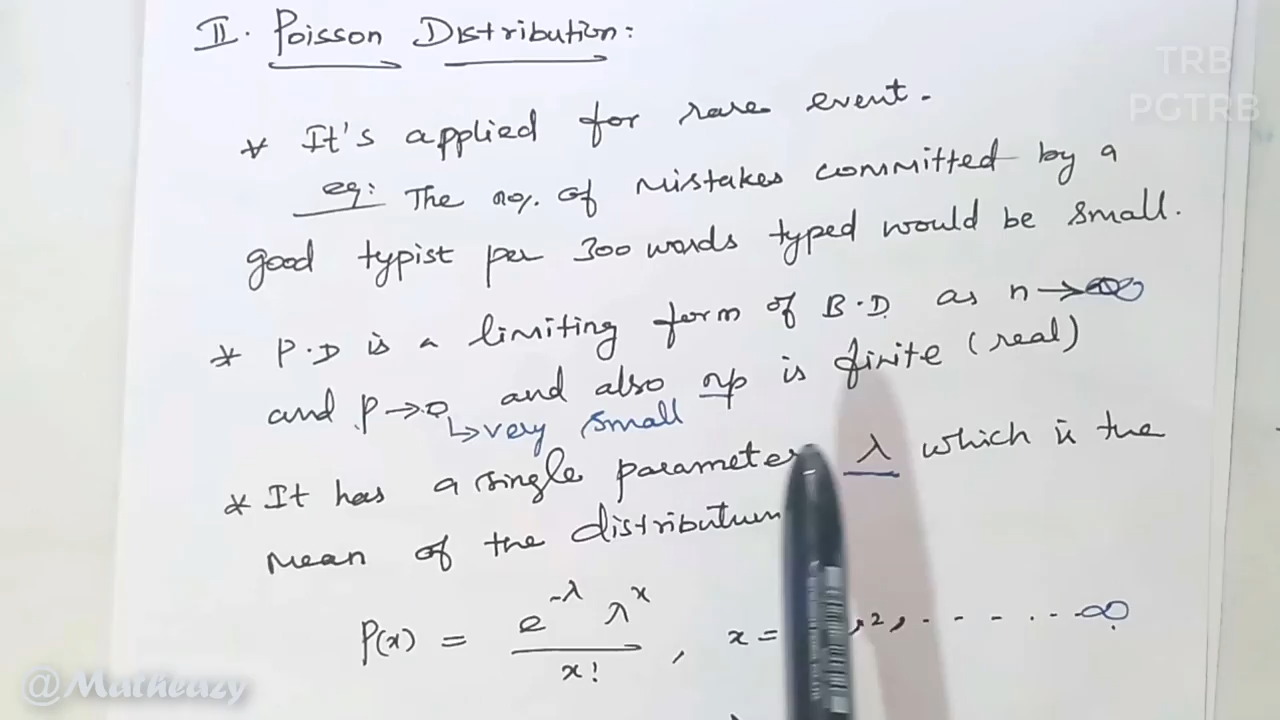 II. Poisson Distribution:
TRB
PGTRB
* It's applied for rare event.
eg: The no. of mistakes committed by a
good typist per 300 words typed would be small.
* P.D is a limiting form of B.D as n→∞
and p→0 and also np is finite (real)
↳very small
* It has a single parameter λ which is the
mean of the distribution
P(x) = e^-λ λ^x / x! , x = ,2, - - - - . . ∞
@Matheazy